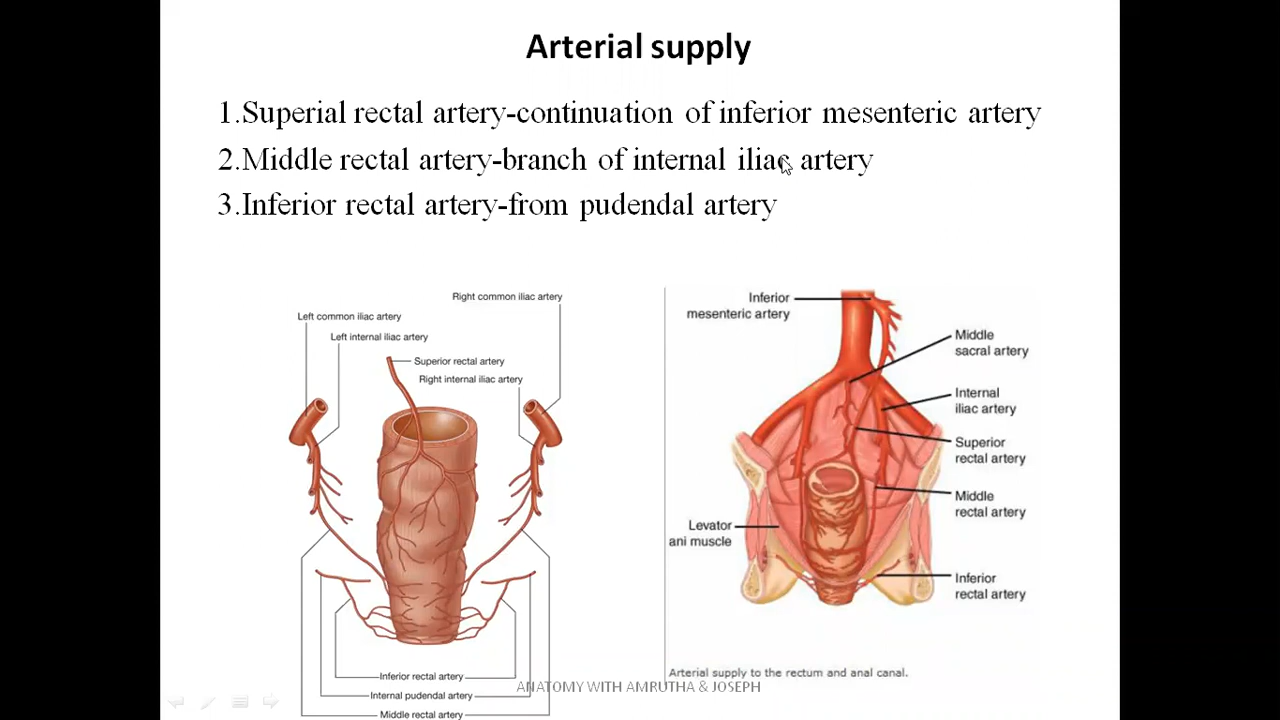 Arterial supply
1.Superial rectal artery-continuation of inferior mesenteric artery
2.Middle rectal artery-branch of internal iliac artery
3.Inferior rectal artery-from pudendal artery
Right common iliac artery
Left common iliac artery
Left internal iliac artery
Superior rectal artery
Right internal iliac artery
Inferior rectal artery
Internal pudendal artery
Middle rectal artery
Inferior
mesenteric artery
Middle
sacral artery
Internal
iliac artery
Superior
rectal artery
Middle
rectal artery
Levator
ani muscle
Inferior
rectal artery
Arterial supply to the rectum and anal canal.
ANATOMY WITH AMRUTHA & JOSEPH